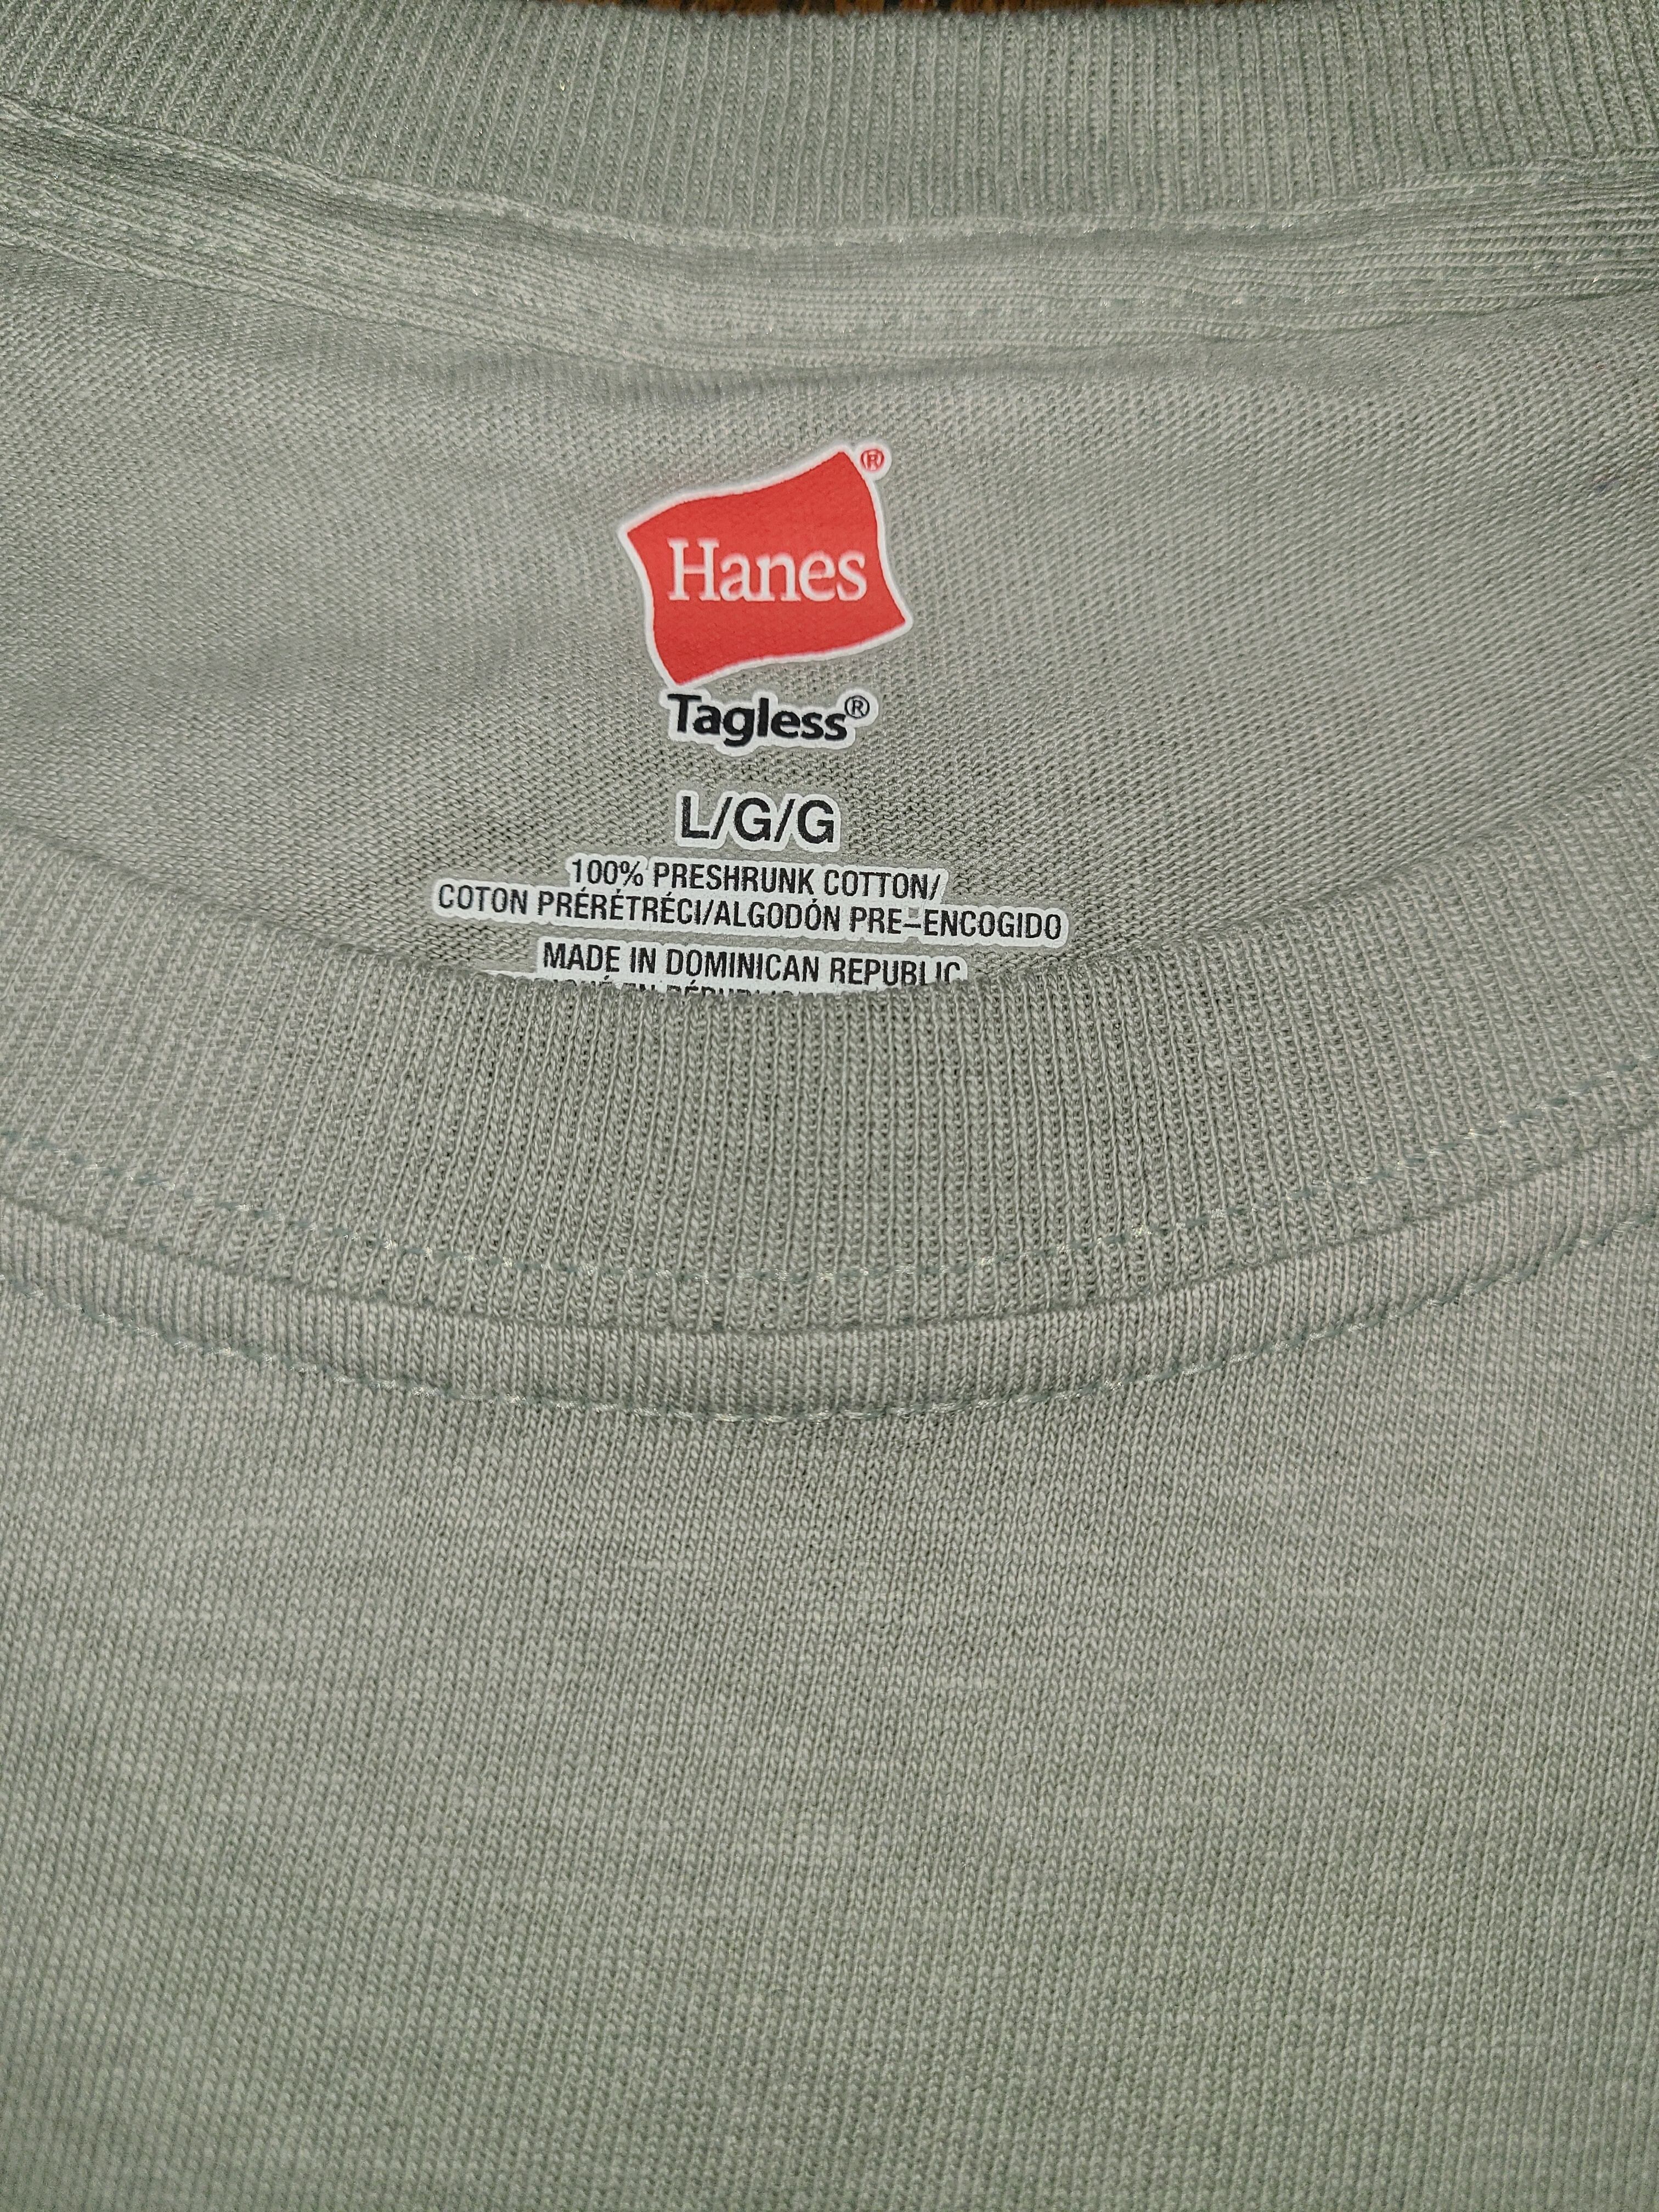 Hanes®
Tagless®
L/G/G
100% PRESHRUNK COTTON/
COTON PRÉRÉTRÉCI/ALGODÓN PRE-ENCOGIDO
MADE IN DOMINICAN REPUBLIC